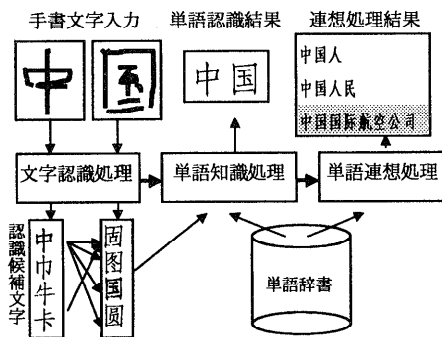 手書文字入力
単語認識結果
連想処理結果
中国
中国
中国人
中国人民
中国国际航空公司
文字認識処理
単語知識処理
単語連想処理
認識候補文字
中巾牛卡
固图国圆
単語辞書